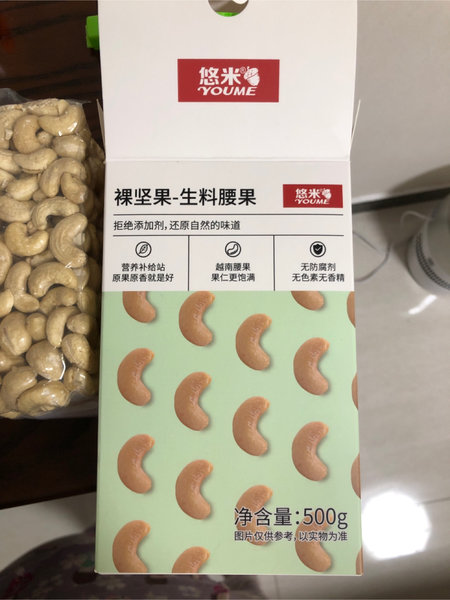 悠米®
YOUME
裸坚果-生料腰果
悠米®
YOUME
拒绝添加剂,还原自然的味道
营养补给站
原果原香就是好
越南腰果
果仁更饱满
无防腐剂
无色素无香精
净含量:500g
图片仅供参考,以实物为准